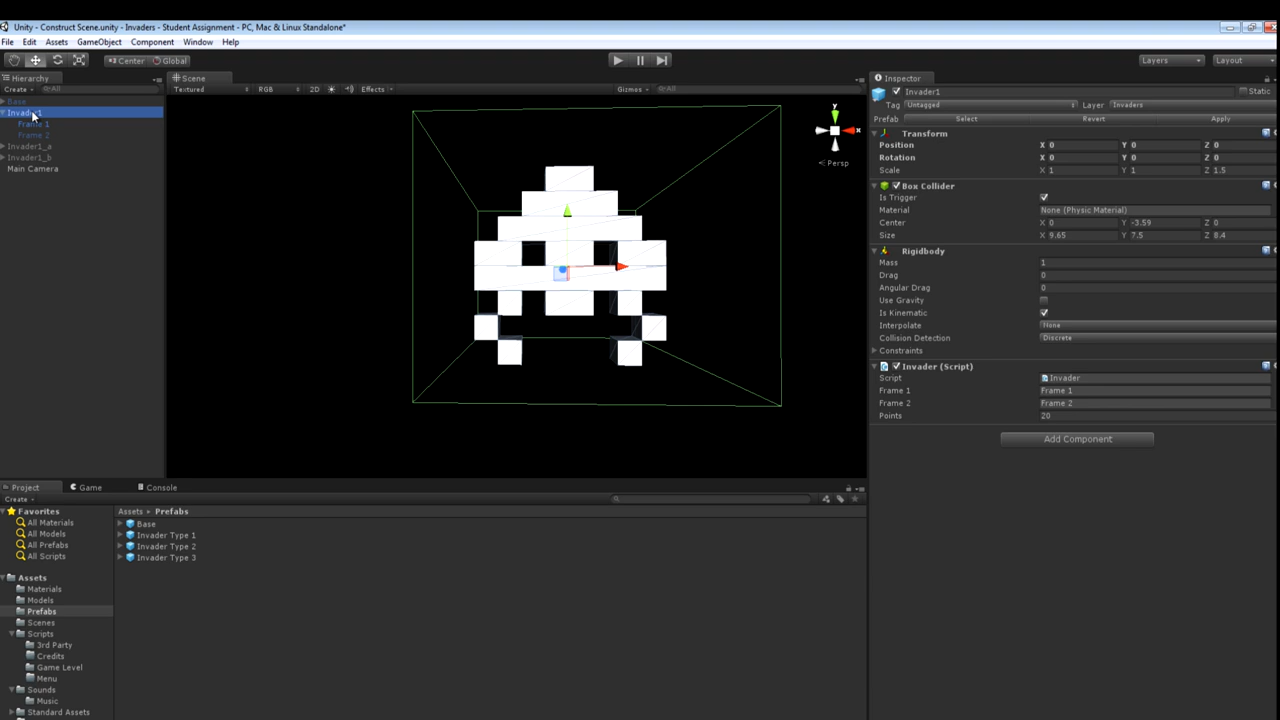 Unity - Construct Scene.unity - Invaders - Student Assignment - PC, Mac & Linux Standalone*
File Edit Assets GameObject Component Window Help
Center Global Layers Layout
Hierarchy
Create All
Base
Invader1
Frame 1
Frame 2
Invader1_a
Invader1_b
Main Camera
Scene
Textured RGB 2D Effects Gizmos All
y
x
Persp
Inspector
Invader1 Static
Tag Untagged Layer Invaders
Prefab Select Revert Apply
Transform
Position X 0 Y 0 Z 0
Rotation X 0 Y 0 Z 0
Scale X 1 Y 1 Z 1.5
Box Collider
Is Trigger
Material None (Physic Material)
Center X 0 Y -3.59 Z 0
Size X 9.65 Y 7.5 Z 8.4
Rigidbody
Mass 1
Drag 0
Angular Drag 0
Use Gravity
Is Kinematic
Interpolate None
Collision Detection Discrete
Constraints
Invader (Script)
Script Invader
Frame 1 Frame 1
Frame 2 Frame 2
Points 20
Add Component
Project Game Console
Create
Favorites
All Materials
All Models
All Prefabs
All Scripts
Assets
Materials
Models
Prefabs
Scenes
Scripts
3rd Party
Credits
Game Level
Menu
Sounds
Music
Standard Assets
Assets Prefabs
Base
Invader Type 1
Invader Type 2
Invader Type 3